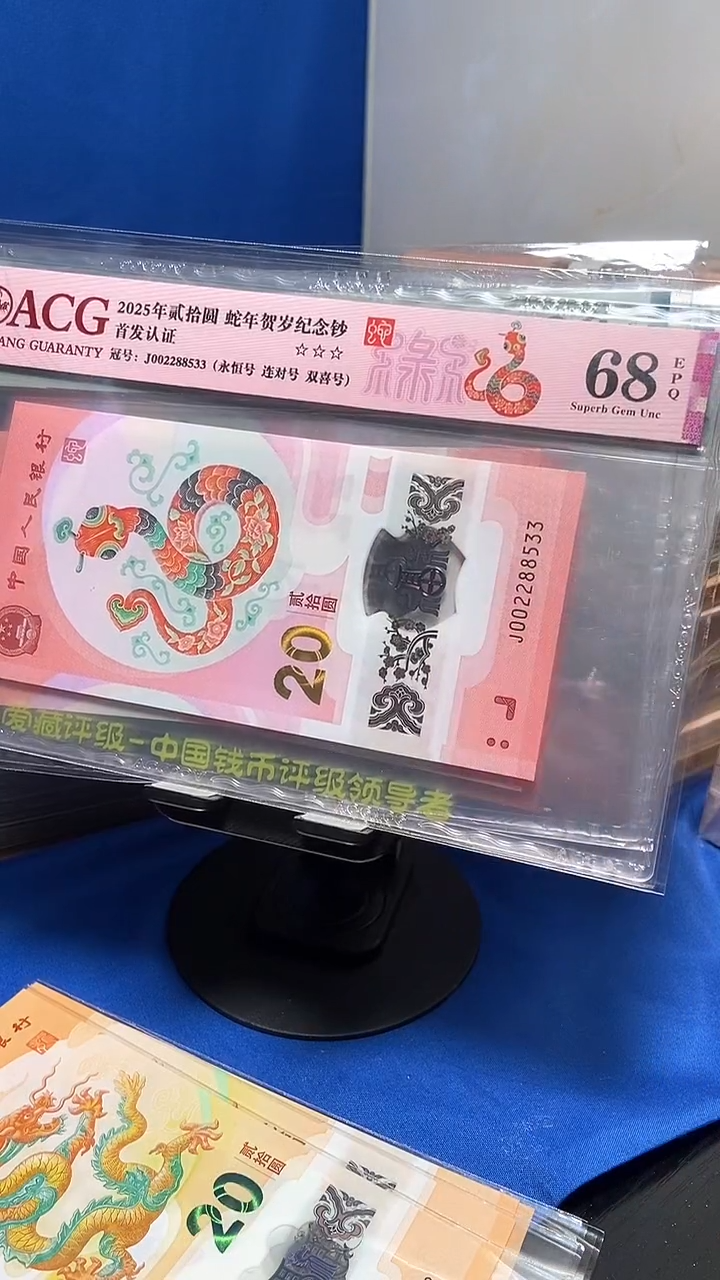 ACG
ANG GUARANTY
2025年贰拾圆 蛇年贺岁纪念钞
首发认证
☆☆☆
冠号：J002288533（永恒号 连对号 双喜号）
68
EPQ
Superb Gem Unc
中国人民银行
贰拾圆
20
J002288533
爱藏评级-中国钱币评级领导者
银行
贰拾圆
20